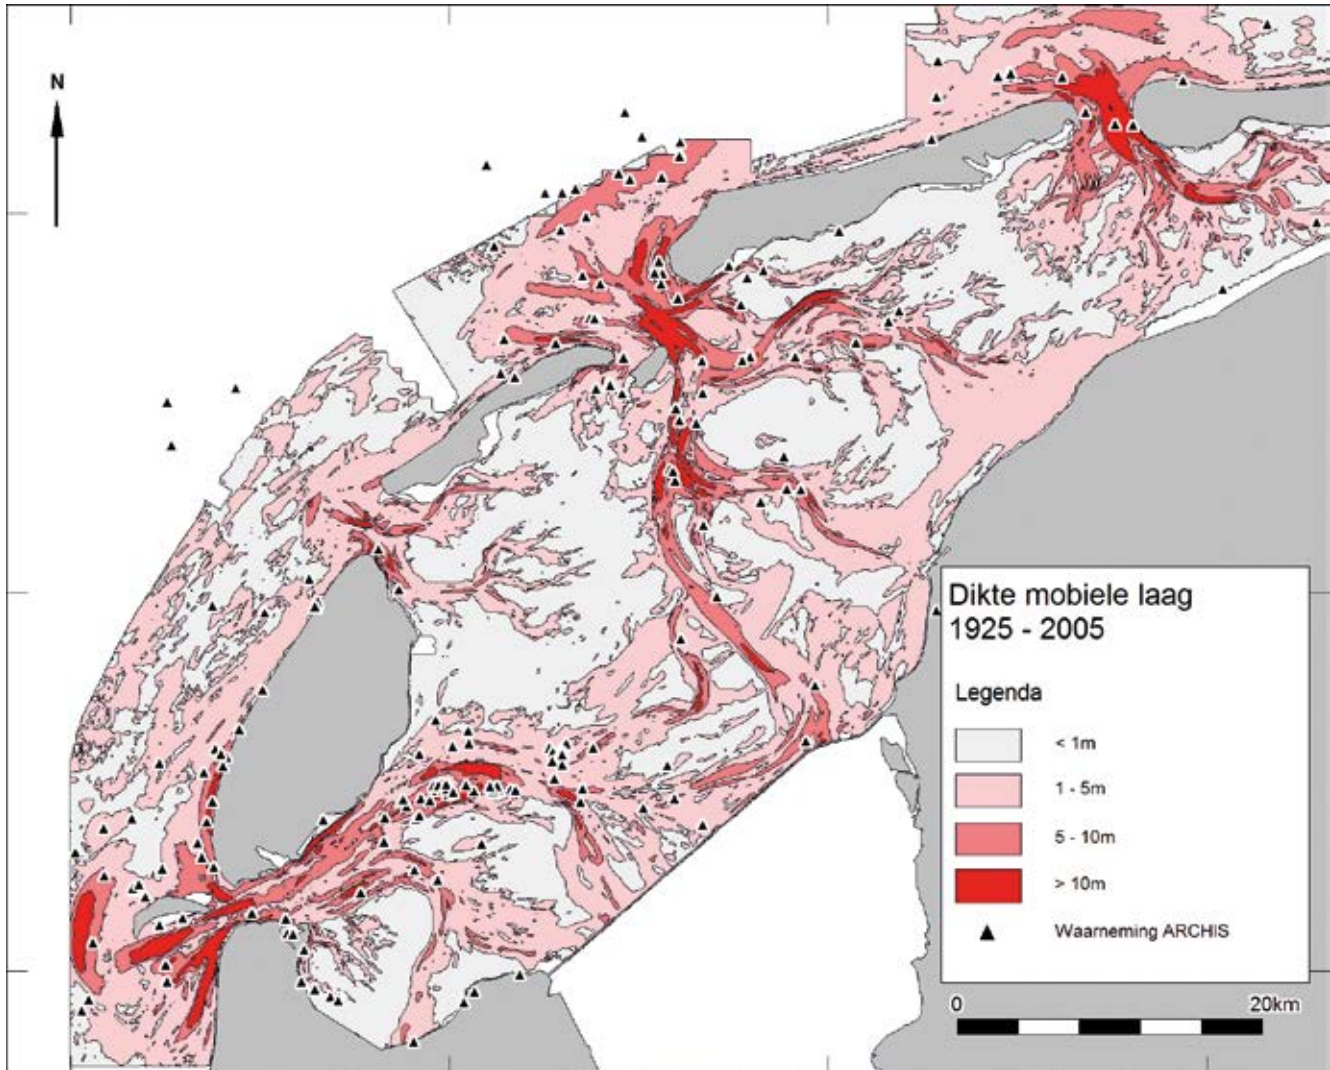 N
Dikte mobiele laag
1925 - 2005
Legenda
< 1m
1 - 5m
5 - 10m
> 10m
Waarneming ARCHIS
0 20km